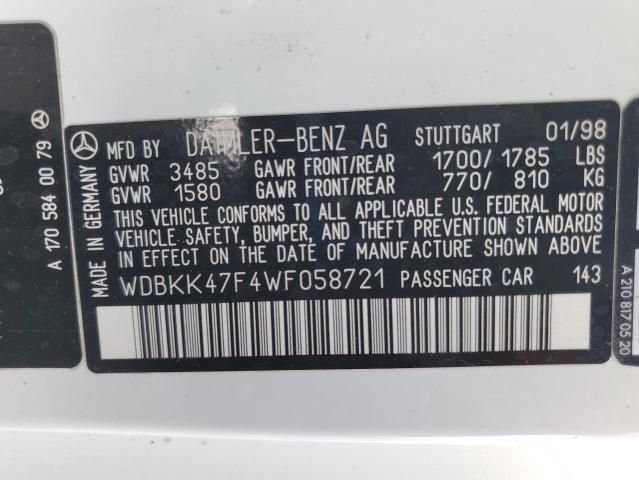 A 170 584 00 79
MADE IN GERMANY
MFD BY DAIMLER-BENZ AG STUTTGART 01/98
GVWR 3485 GAWR FRONT/REAR 1700/1785 LBS
GVWR 1580 GAWR FRONT/REAR 770/ 810 KG
THIS VEHICLE CONFORMS TO ALL APPLICABLE U.S. FEDERAL MOTOR
VEHICLE SAFETY, BUMPER, AND THEFT PREVENTION STANDARDS
IN EFFECT ON THE DATE OF MANUFACTURE SHOWN ABOVE.
WDBKK47F4WF058721 PASSENGER CAR 143
A 210 817 05 20